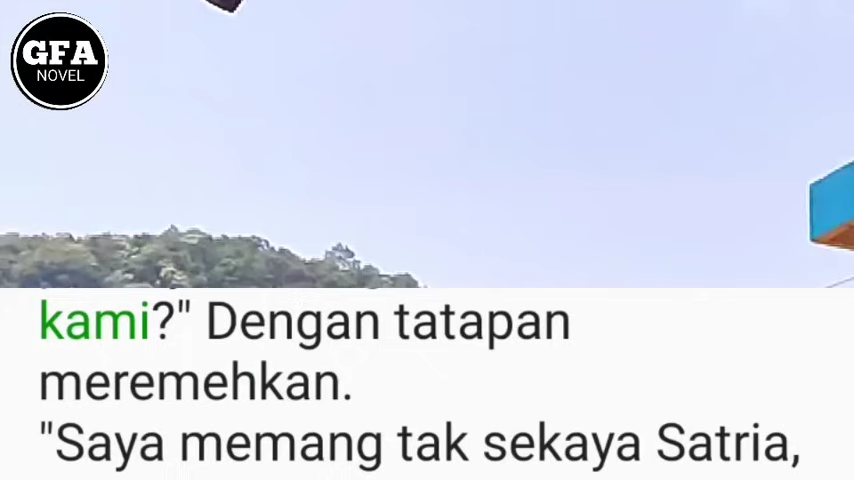 GFA
NOVEL
kami?" Dengan tatapan
meremehkan.
"Saya memang tak sekaya Satria,